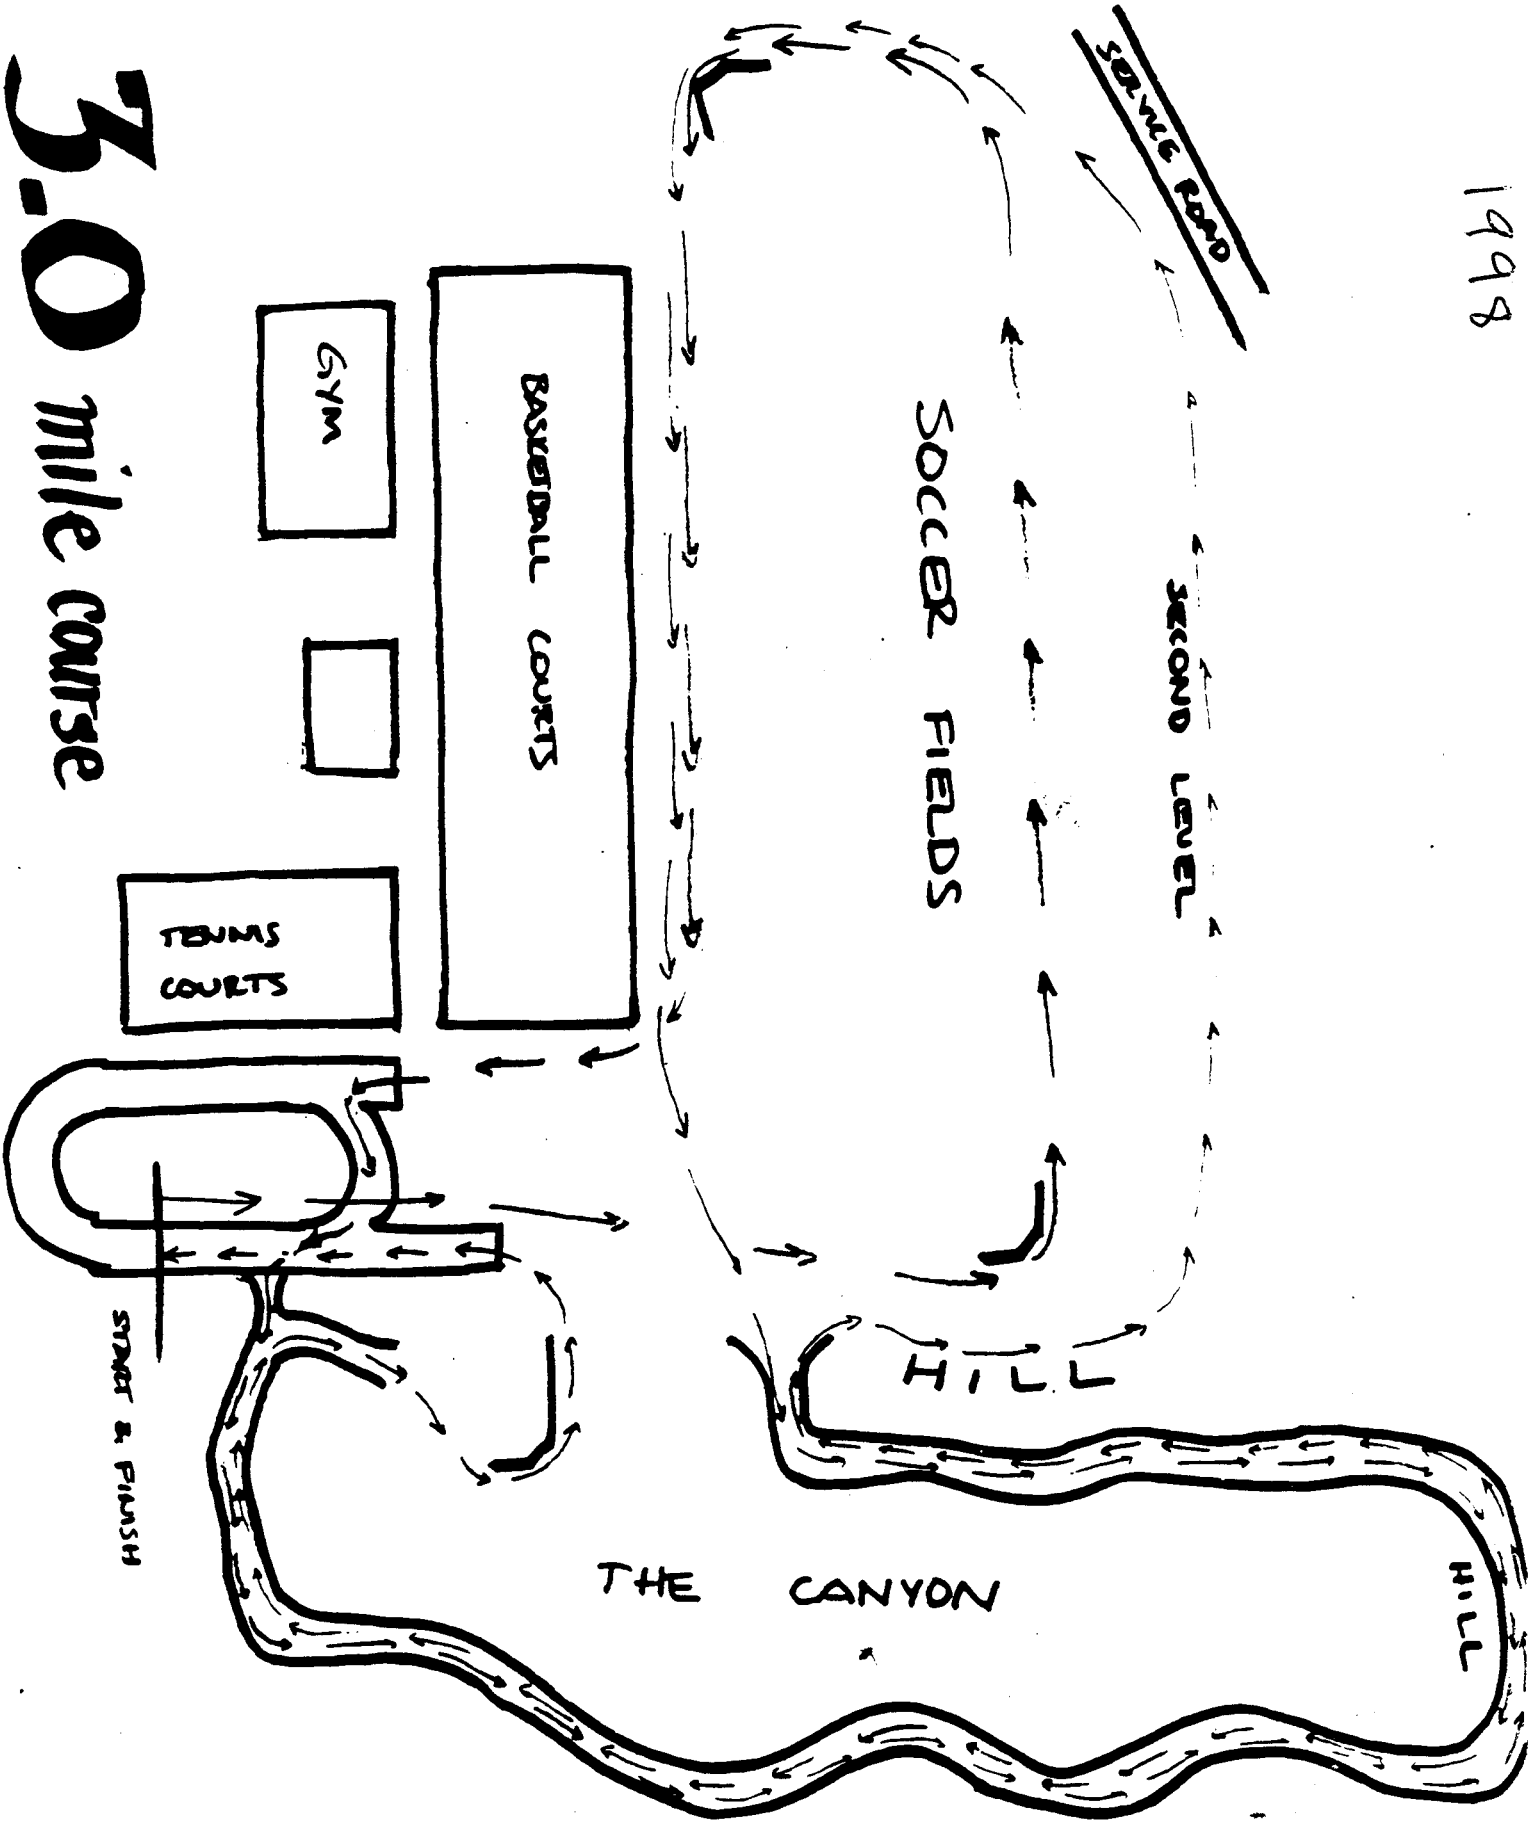 1998
SERVICE ROAD
3.0 mile course
GYM
BASKETBALL COURTS
SOCCER FIELDS
SECOND LEVEL
TENNIS
COURTS
START & FINISH
HILL
THE CANYON
HILL